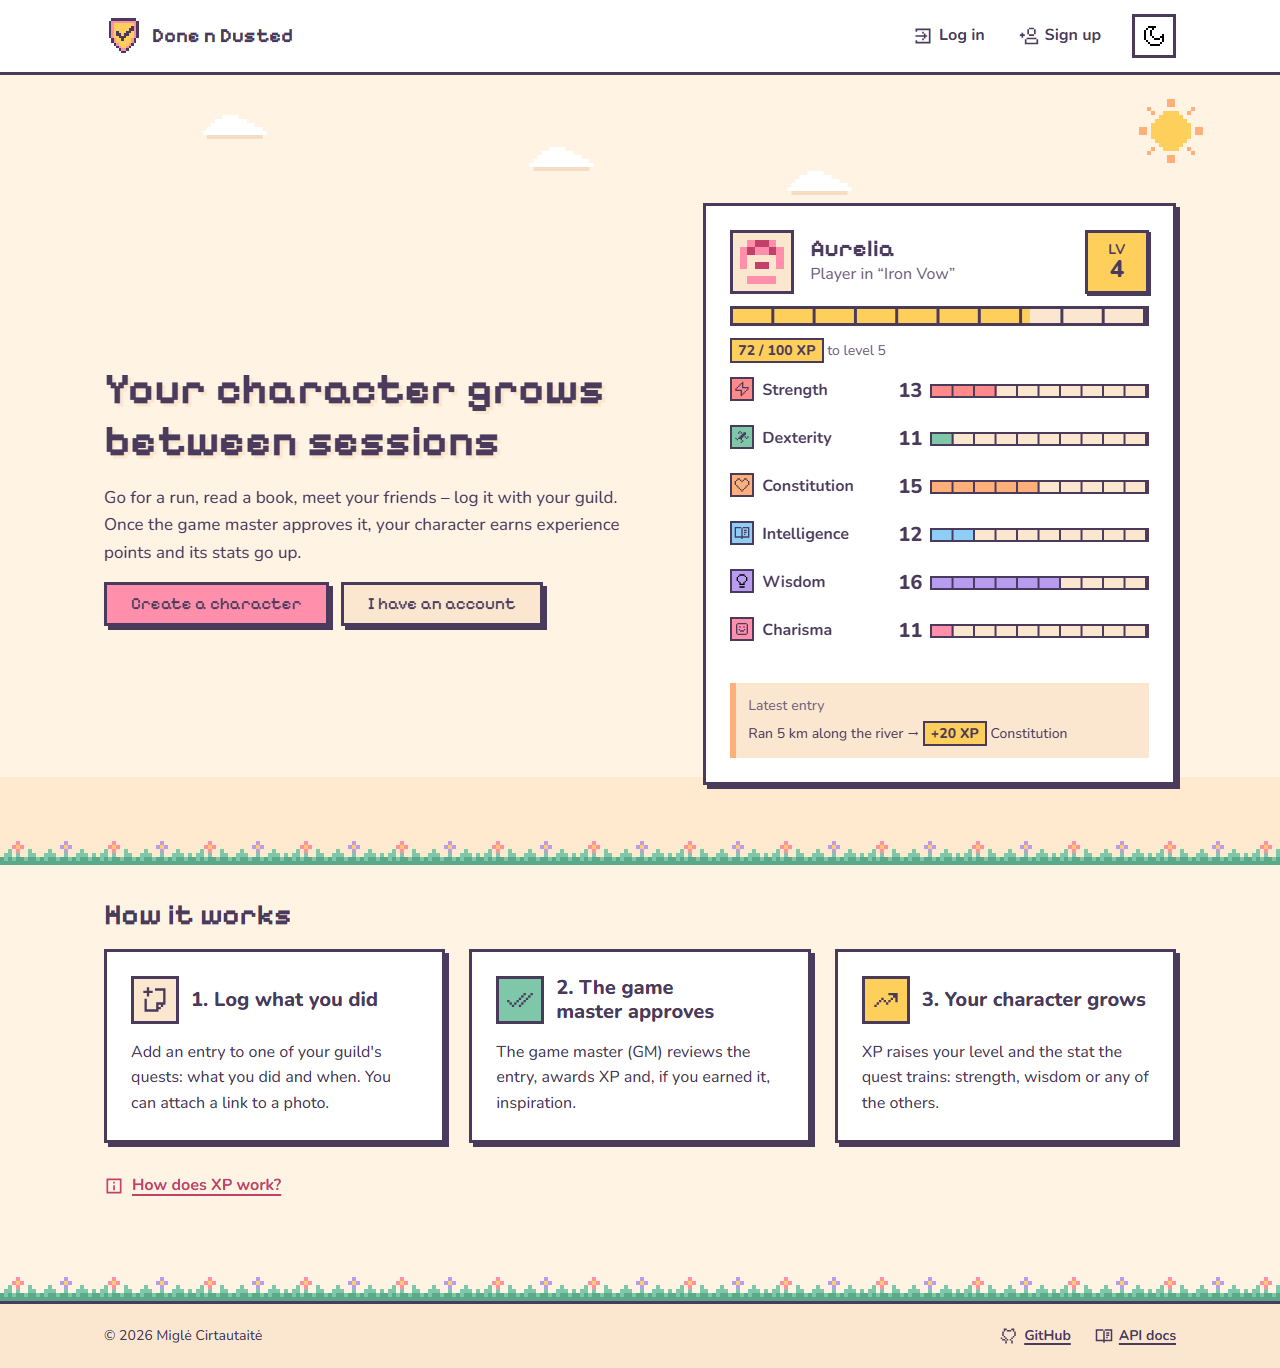 Done n Dusted
Log in
Sign up
Your character grows
between sessions
Go for a run, read a book, meet your friends – log it with your guild.
Once the game master approves it, your character earns experience
points and its stats go up.
Create a character
I have an account
Aurelia
Player in “Iron Vow”
LV
4
72 / 100 XP to level 5
Strength 13
Dexterity 11
Constitution 15
Intelligence 12
Wisdom 16
Charisma 11
Latest entry
Ran 5 km along the river → +20 XP Constitution
How it works
1. Log what you did
Add an entry to one of your guild's
quests: what you did and when. You
can attach a link to a photo.
2. The game
master approves
The game master (GM) reviews the
entry, awards XP and, if you earned it,
inspiration.
3. Your character grows
XP raises your level and the stat the
quest trains: strength, wisdom or any of
the others.
How does XP work?
© 2026 Miglė Cirtautaitė
GitHub
API docs